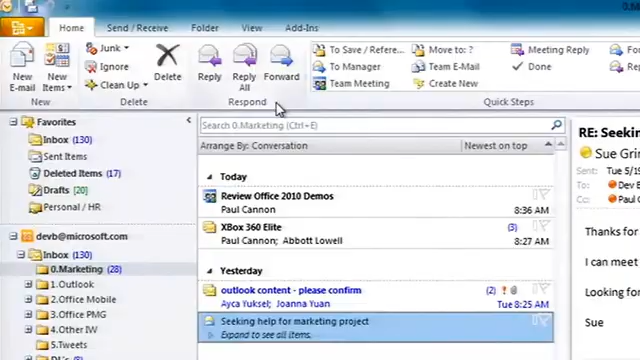 0.
Home Send / Receive Folder View Add-Ins
New E-mail
New Items
Junk
Ignore
Clean Up
Delete
Reply
Reply All
Forward
To Save / Refere...
To Manager
Team Meeting
Move to: ?
Team E-Mail
Create New
Meeting Reply
Done
New Delete Respond Quick Steps
Favorites
Inbox (130)
Sent Items
Deleted Items (17)
Drafts [20]
Personal / HR
devb@microsoft.com
Inbox (130)
0.Marketing (28)
1.Outlook
2.Office Mobile
3.Office PMG
4.Other IW
5.Tweets
Search 0.Marketing (Ctrl+E)
Arrange By: Conversation Newest on top
Today
Review Office 2010 Demos
Paul Cannon 8:36 AM
XBox 360 Elite (3)
Paul Cannon; Abbott Lowell 8:27 AM
Yesterday
outlook content - please confirm (2)
Ayca Yuksel; Joanna Yuan Tue 8:25 AM
Seeking help for marketing project
Expand to see all items.
RE: Seekin
Sue Grin
Sent: Tue 5/1
To: Dev B
Cc: Paul C
Thanks for
I can meet
Looking for
Sue